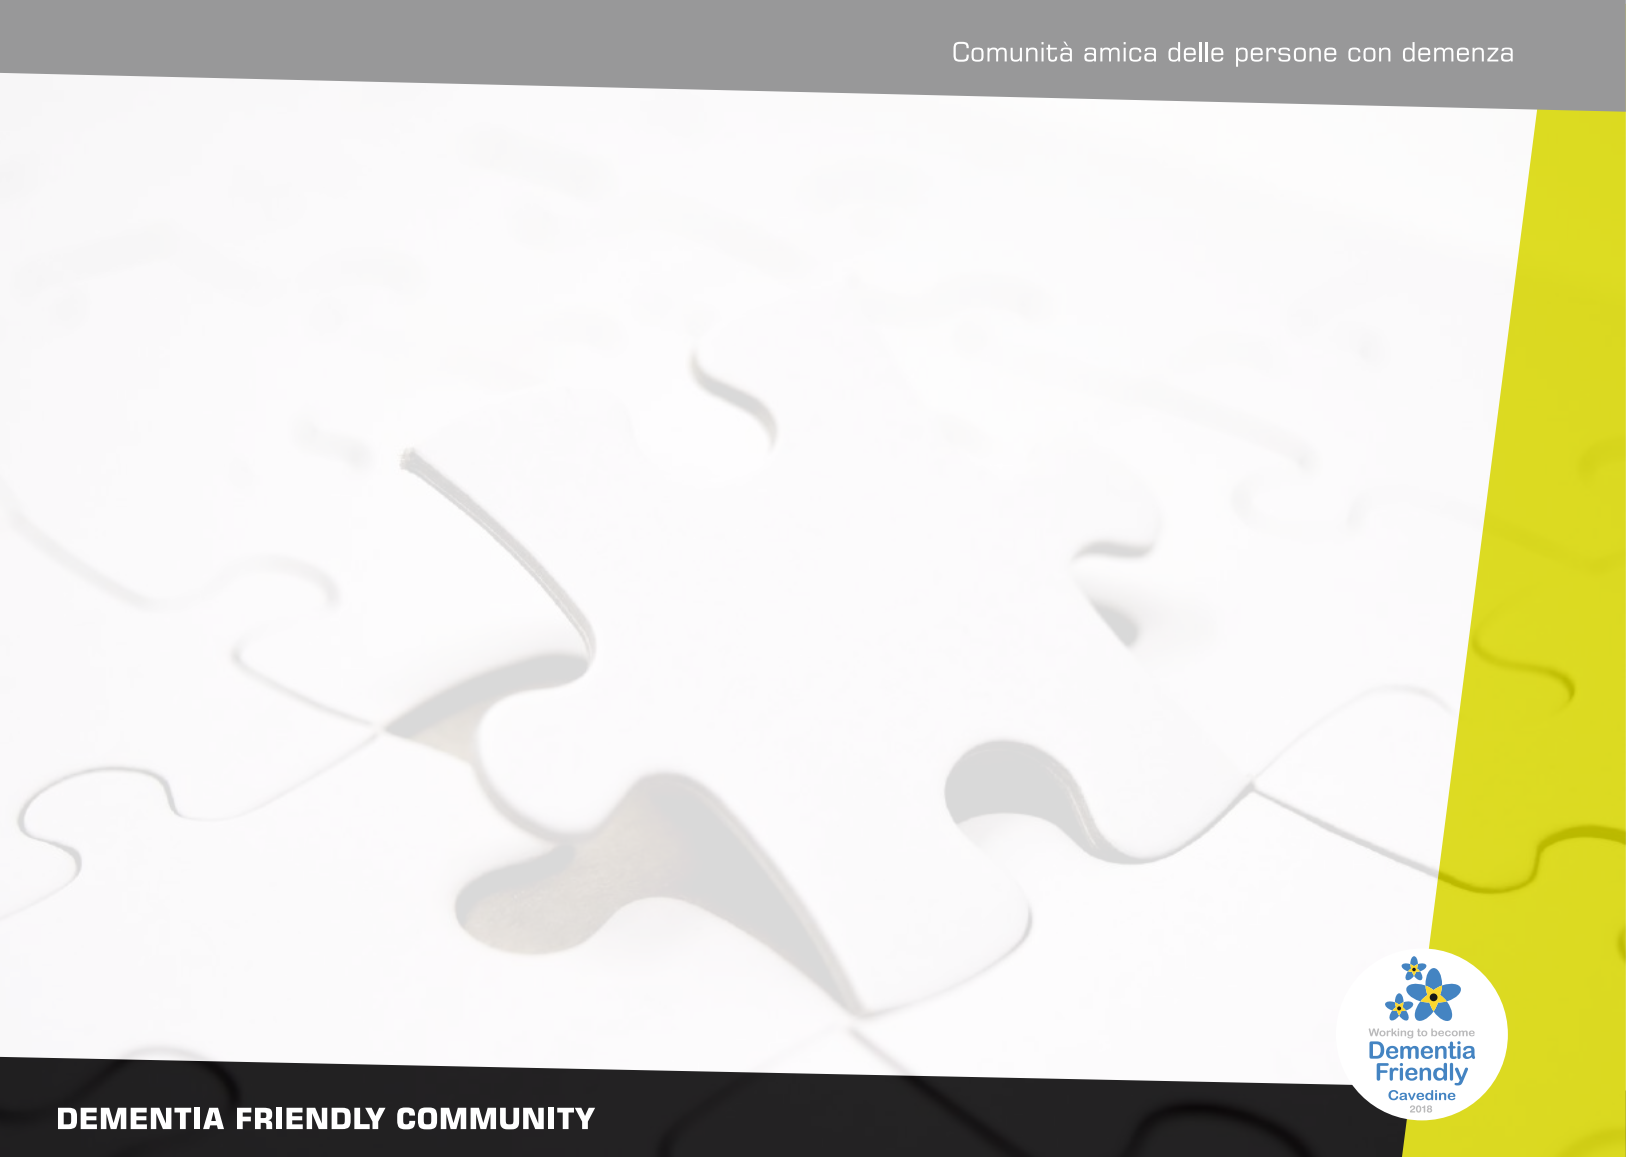 Comunità amica delle persone con demenza
Working to become
Dementia
Friendly
Cavedine
2018
DEMENTIA FRIENDLY COMMUNITY